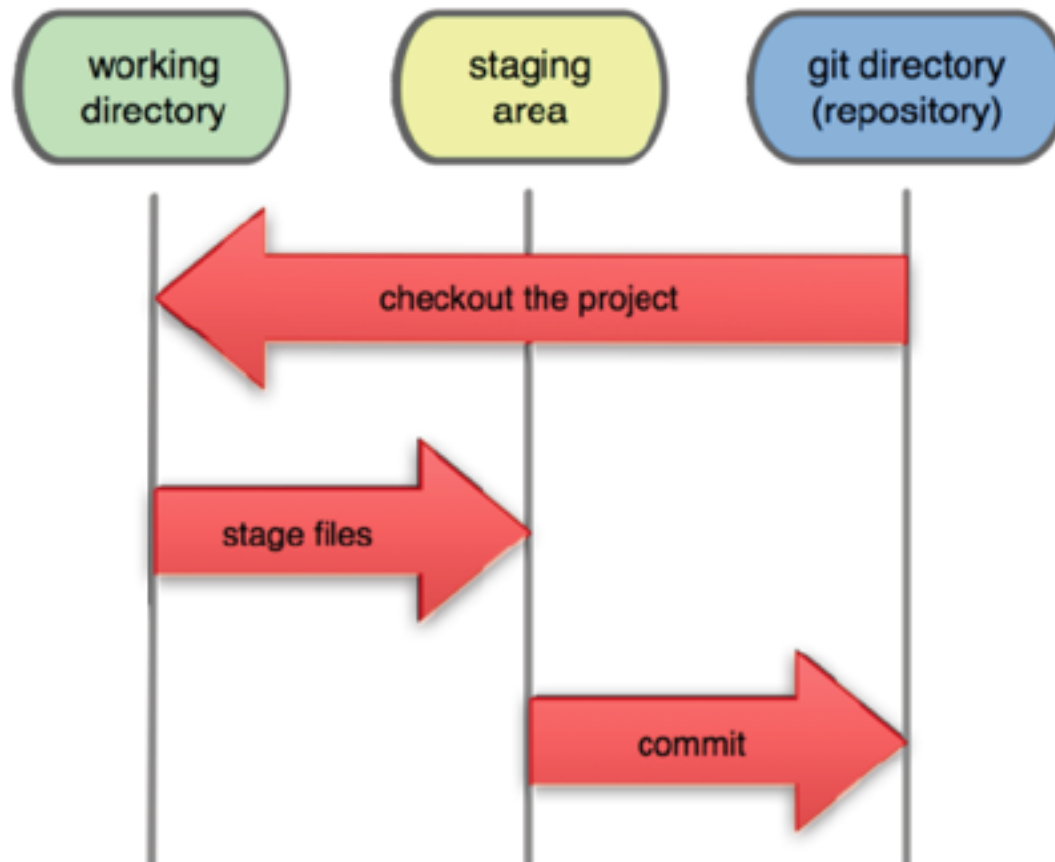 working
directory
staging
area
git directory
(repository)
checkout the project
stage files
commit